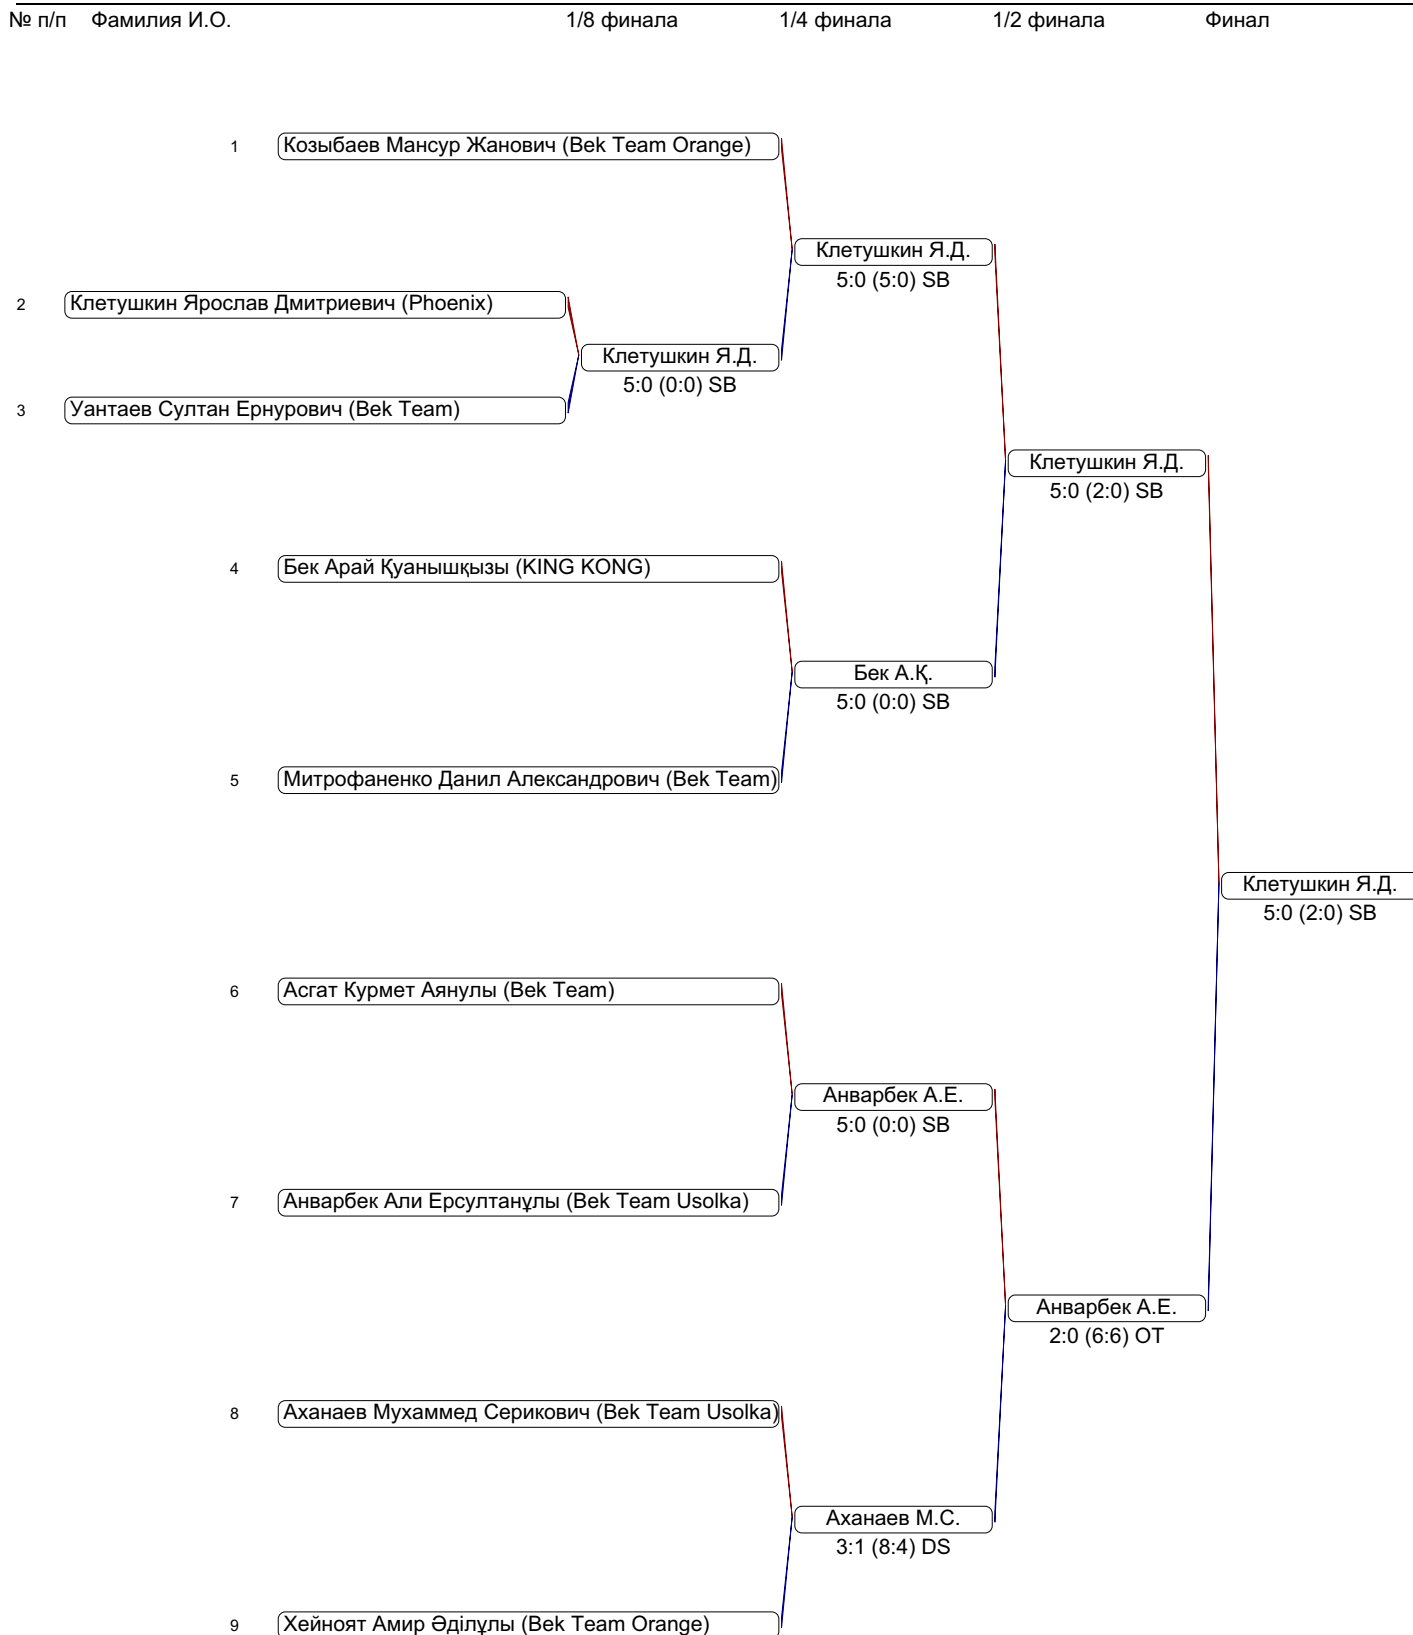 № п/п Фамилия И.О. 1/8 финала 1/4 финала 1/2 финала Финал
1 Козыбаев Мансур Жанович (Bek Team Orange)
Клетушкин Я.Д.
5:0 (5:0) SB
2 Клетушкин Ярослав Дмитриевич (Phoenix)
Клетушкин Я.Д.
5:0 (0:0) SB
3 Уантаев Султан Ернурович (Bek Team)
Клетушкин Я.Д.
5:0 (2:0) SB
4 Бек Арай Қуанышқызы (KING KONG)
Бек А.Қ.
5:0 (0:0) SB
5 Митрофаненко Данил Александрович (Bek Team)
Клетушкин Я.Д.
5:0 (2:0) SB
6 Асгат Курмет Аянулы (Bek Team)
Анварбек А.Е.
5:0 (0:0) SB
7 Анварбек Али Ерсултанұлы (Bek Team Usolka)
Анварбек А.Е.
2:0 (6:6) OT
8 Аханаев Мухаммед Серикович (Bek Team Usolka)
Аханаев М.С.
3:1 (8:4) DS
9 Хейноят Амир Әділұлы (Bek Team Orange)